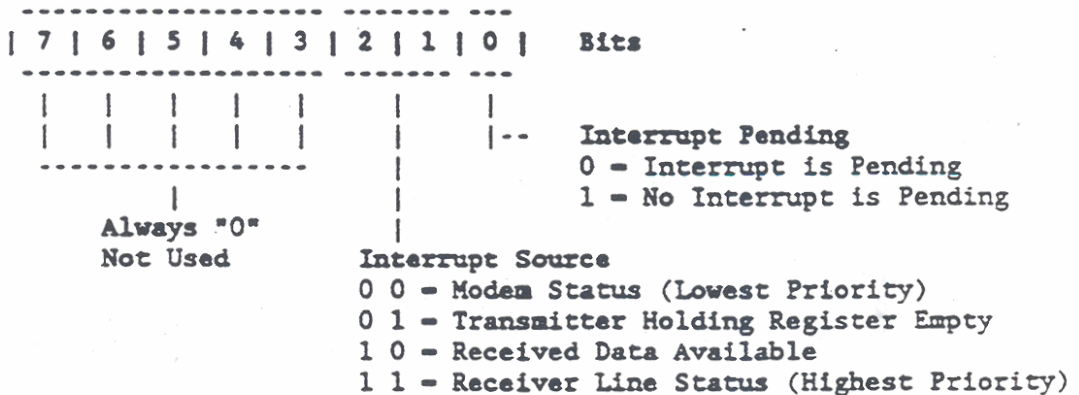 | 7 | 6 | 5 | 4 | 3 | 2 | 1 | 0 | Bits
Interrupt Pending
0 = Interrupt is Pending
1 = No Interrupt is Pending
Always "0"
Not Used
Interrupt Source
0 0 = Modem Status (Lowest Priority)
0 1 = Transmitter Holding Register Empty
1 0 = Received Data Available
1 1 = Receiver Line Status (Highest Priority)